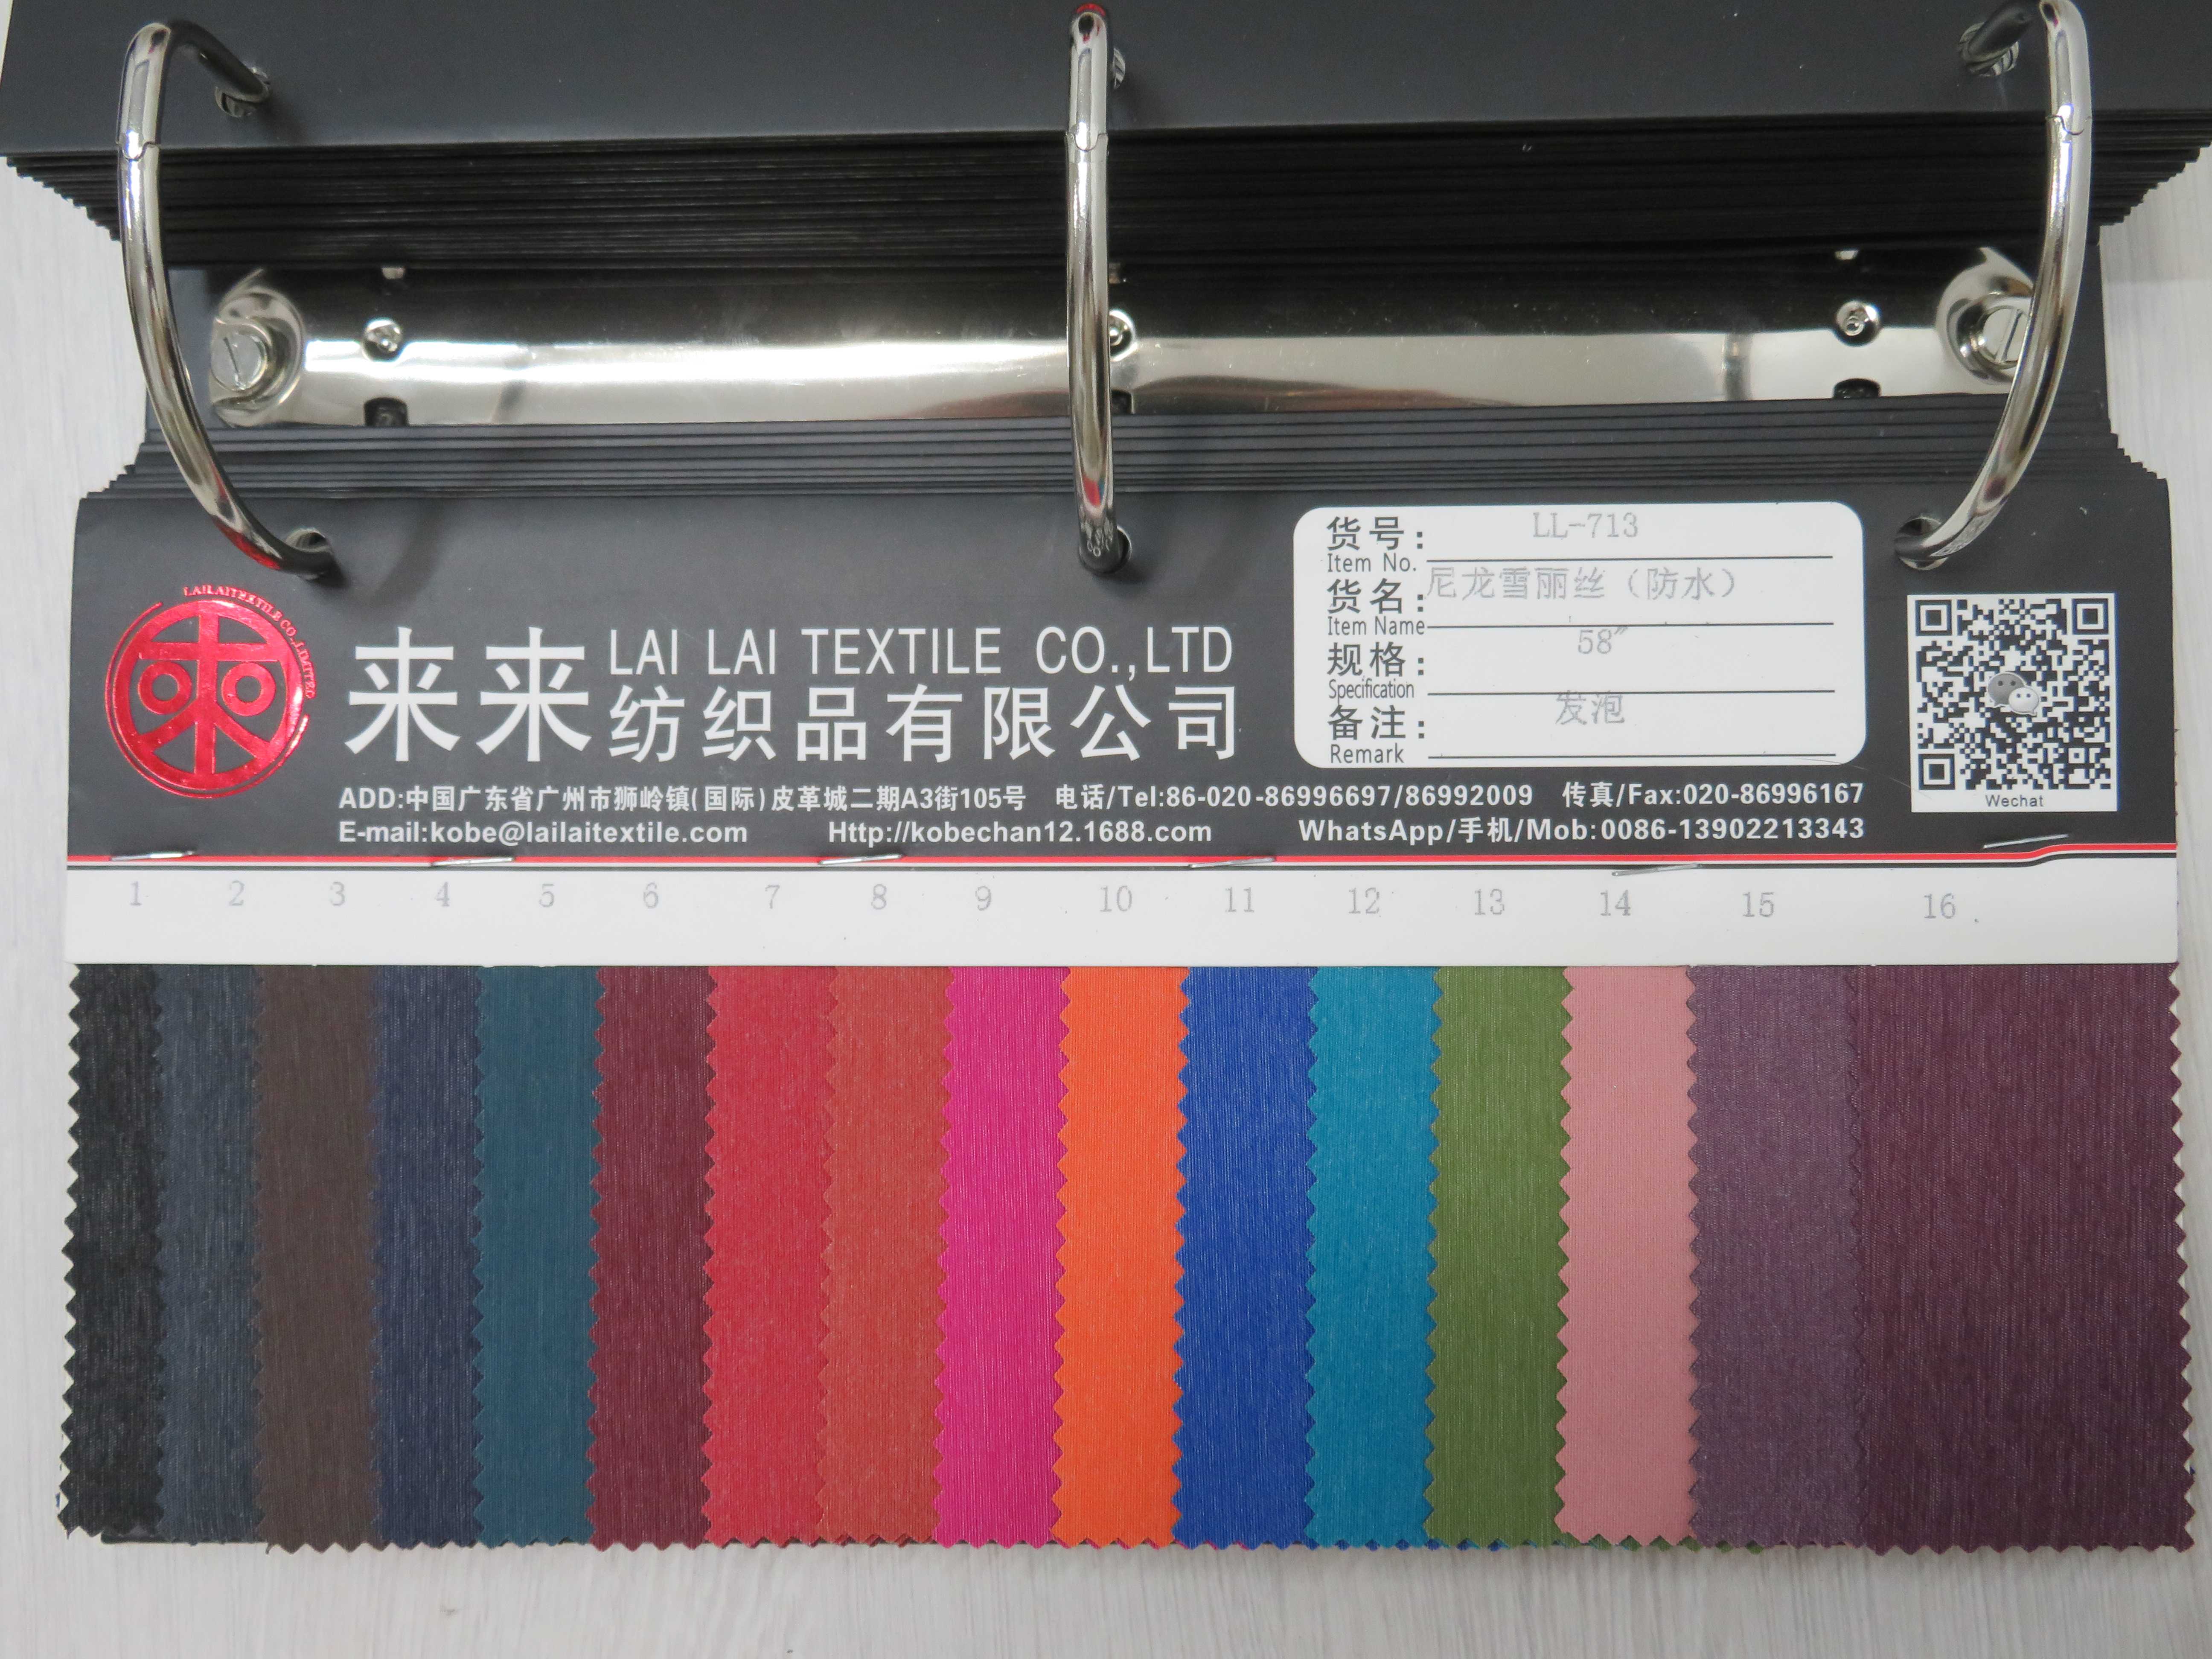 LAILAITEXTILE CO.,LIMITED
来来 LAI LAI TEXTILE CO.,LTD
纺织品有限公司
货号: LL-713
Item No.
货名: 尼龙雪丽丝（防水）
Item Name
规格: 58"
Specification
备注: 发泡
Remark
Wechat
ADD:中国广东省广州市狮岭镇(国际)皮革城二期A3街105号 电话/Tel:86-020-86996697/86992009 传真/Fax:020-86996167
E-mail:kobe@lailaitextile.com Http://kobechan12.1688.com WhatsApp/手机/Mob:0086-13902213343
1 2 3 4 5 6 7 8 9 10 11 12 13 14 15 16